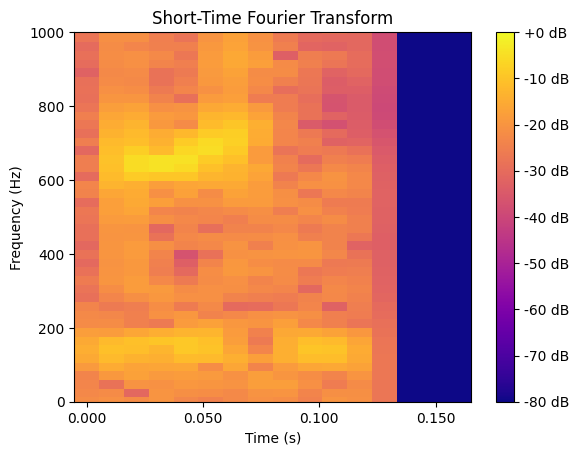 Short-Time Fourier Transform
1000
800
600
400
200
0
Frequency (Hz)
0.000
0.050
0.100
0.150
Time (s)
+0 dB
-10 dB
-20 dB
-30 dB
-40 dB
-50 dB
-60 dB
-70 dB
-80 dB